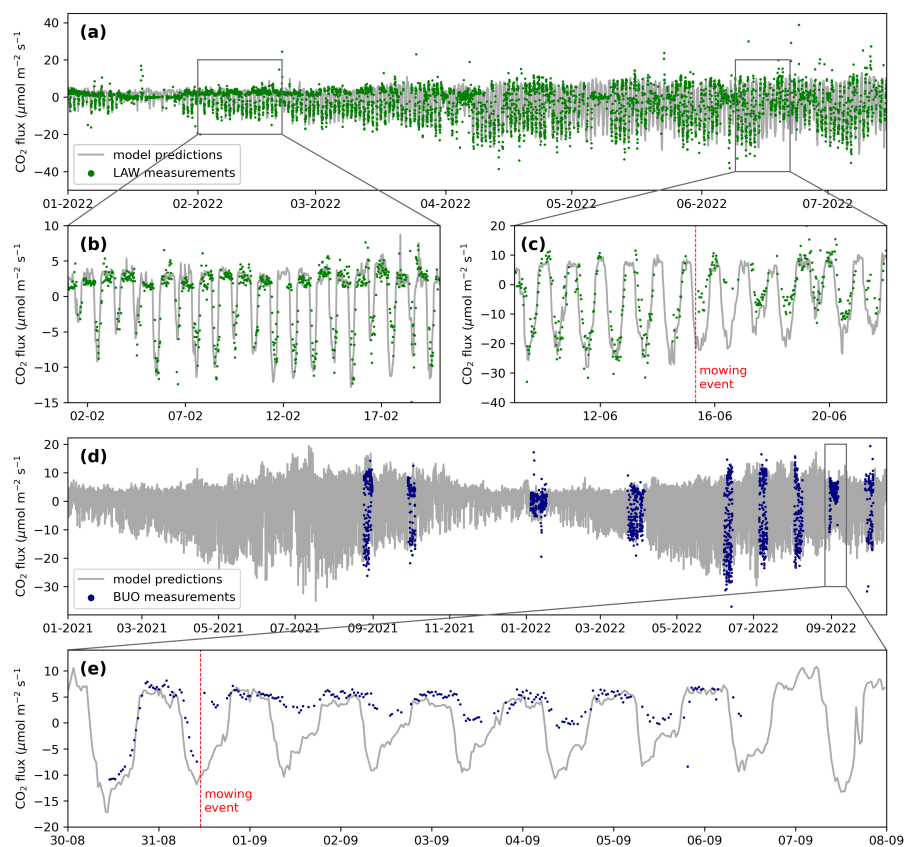 (a)
CO₂ flux (μmol m⁻² s⁻¹)
40
20
0
−20
−40
model predictions
LAW measurements
01-2022 02-2022 03-2022 04-2022 05-2022 06-2022 07-2022
(b)
CO₂ flux (μmol m⁻² s⁻¹)
10
5
0
−5
−10
−15
02-02 07-02 12-02 17-02
(c)
CO₂ flux (μmol m⁻² s⁻¹)
20
10
0
−10
−20
−30
−40
mowing
event
12-06 16-06 20-06
(d)
CO₂ flux (μmol m⁻² s⁻¹)
20
10
0
−10
−20
−30
model predictions
BUO measurements
01-2021 03-2021 05-2021 07-2021 09-2021 11-2021 01-2022 03-2022 05-2022 07-2022 09-2022
(e)
CO₂ flux (μmol m⁻² s⁻¹)
10
5
0
−5
−10
−15
−20
mowing
event
30-08 31-08 01-09 02-09 03-09 04-09 05-09 06-09 07-09 08-09